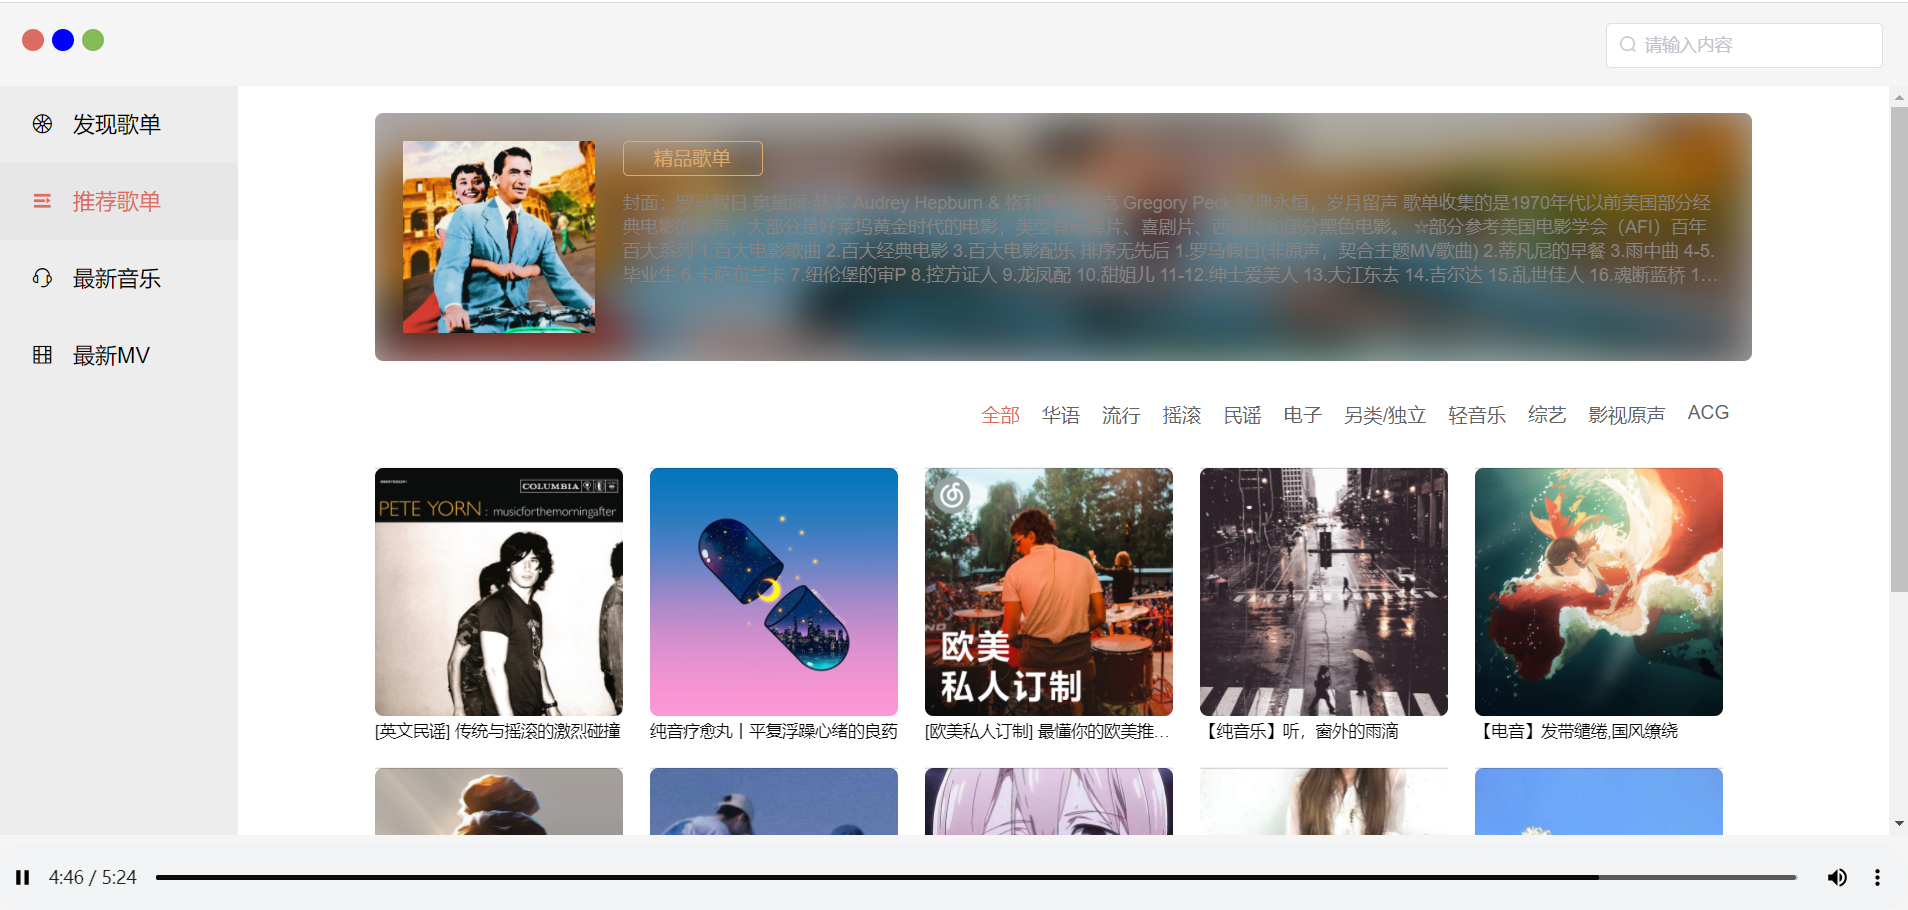 请输入内容
发现歌单
推荐歌单
最新音乐
最新MV
精品歌单
封面：罗马假日 奥黛丽 Audrey Hepburn & 格利 克 Gregory Peck 经典永恒，岁月留声 歌单收集的是1970年代以前美国部分经
典电影的原声，大部分是好莱坞黄金时代的电影，类型有 片、喜剧片、西部片和部分黑色电影。 ☆部分参考美国电影学会（AFI）百年
百大系列 1.百大电影歌曲 2.百大经典电影 3.百大电影配乐 排序无先后 1.罗马假日(非原声，契合主题MV歌曲) 2.蒂凡尼的早餐 3.雨中曲 4-5.
毕业生 6.卡萨布兰卡 7.纽伦堡的审P 8.控方证人 9.龙凤配 10.甜姐儿 11-12.绅士爱美人 13.大江东去 14.吉尔达 15.乱世佳人 16.魂断蓝桥 1...
全部 华语 流行 摇滚 民谣 电子 另类/独立 轻音乐 综艺 影视原声 ACG
COLUMBIA
PETE YORN : musicforthemorningafter
欧美
私人订制
[英文民谣] 传统与摇滚的激烈碰撞
纯音疗愈丸丨平复浮躁心绪的良药
[欧美私人订制] 最懂你的欧美推...
【纯音乐】听，窗外的雨滴
【电音】发带缱绻,国风缭绕
4:46 / 5:24